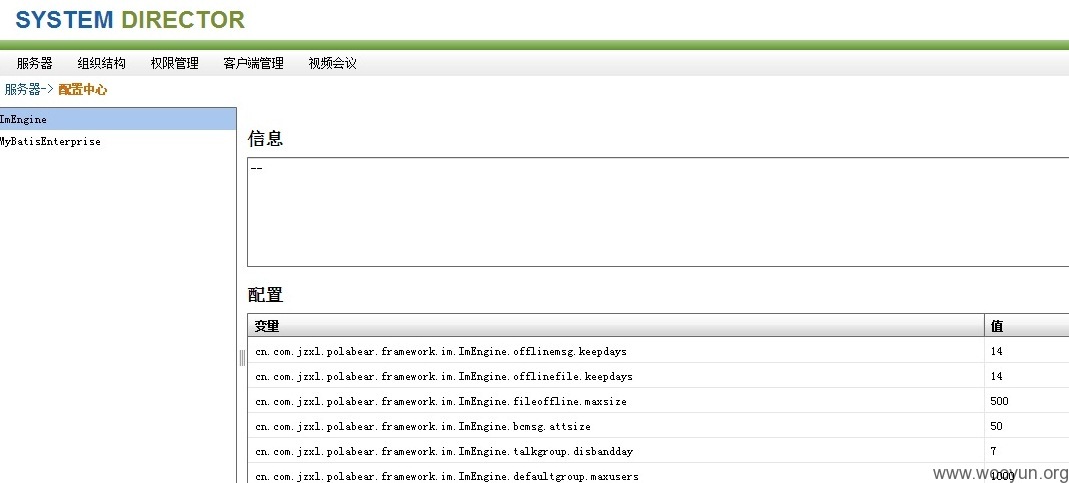 SYSTEM DIRECTOR
服务器 组织结构 权限管理 客户端管理 视频会议
服务器-> 配置中心
ImEngine
MyBatisEnterprise
信息
--
配置
变量 值
cn.com.jzxl.polabear.framework.im.ImEngine.offlinemsg.keepdays 14
cn.com.jzxl.polabear.framework.im.ImEngine.offlinefile.keepdays 14
cn.com.jzxl.polabear.framework.im.ImEngine.fileoffline.maxsize 500
cn.com.jzxl.polabear.framework.im.ImEngine.bcmsg.attsize 50
cn.com.jzxl.polabear.framework.im.ImEngine.talkgroup.disbandday 7
cn.com.jzxl.polabear.framework.im.ImEngine.defaultgroup.maxusers 1000
www.wooyun.org